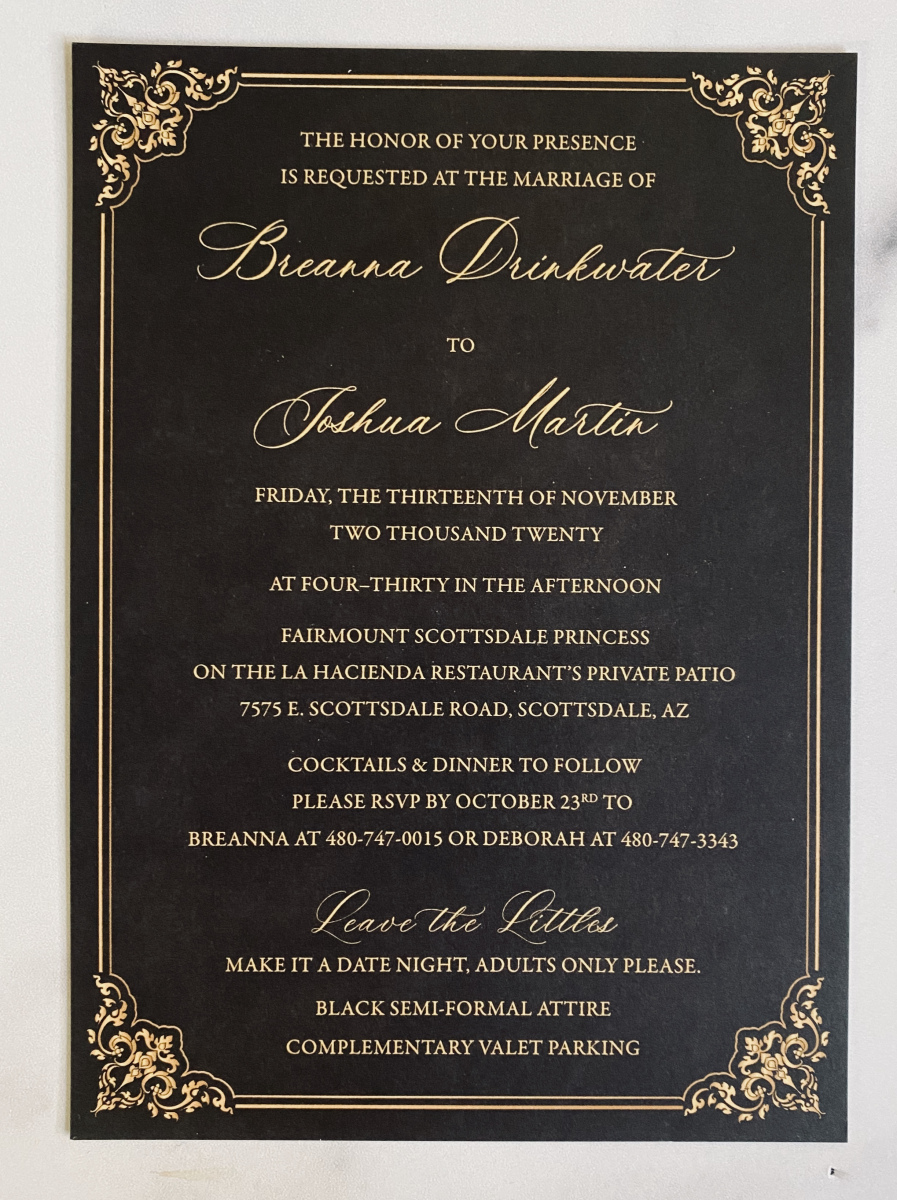 THE HONOR OF YOUR PRESENCE
IS REQUESTED AT THE MARRIAGE OF
Breanna Drinkwater
TO
Joshua Martin
FRIDAY, THE THIRTEENTH OF NOVEMBER
TWO THOUSAND TWENTY
AT FOUR–THIRTY IN THE AFTERNOON
FAIRMOUNT SCOTTSDALE PRINCESS
ON THE LA HACIENDA RESTAURANT'S PRIVATE PATIO
7575 E. SCOTTSDALE ROAD, SCOTTSDALE, AZ
COCKTAILS & DINNER TO FOLLOW
PLEASE RSVP BY OCTOBER 23RD TO
BREANNA AT 480-747-0015 OR DEBORAH AT 480-747-3343
Leave the Littles
MAKE IT A DATE NIGHT, ADULTS ONLY PLEASE.
BLACK SEMI-FORMAL ATTIRE
COMPLEMENTARY VALET PARKING